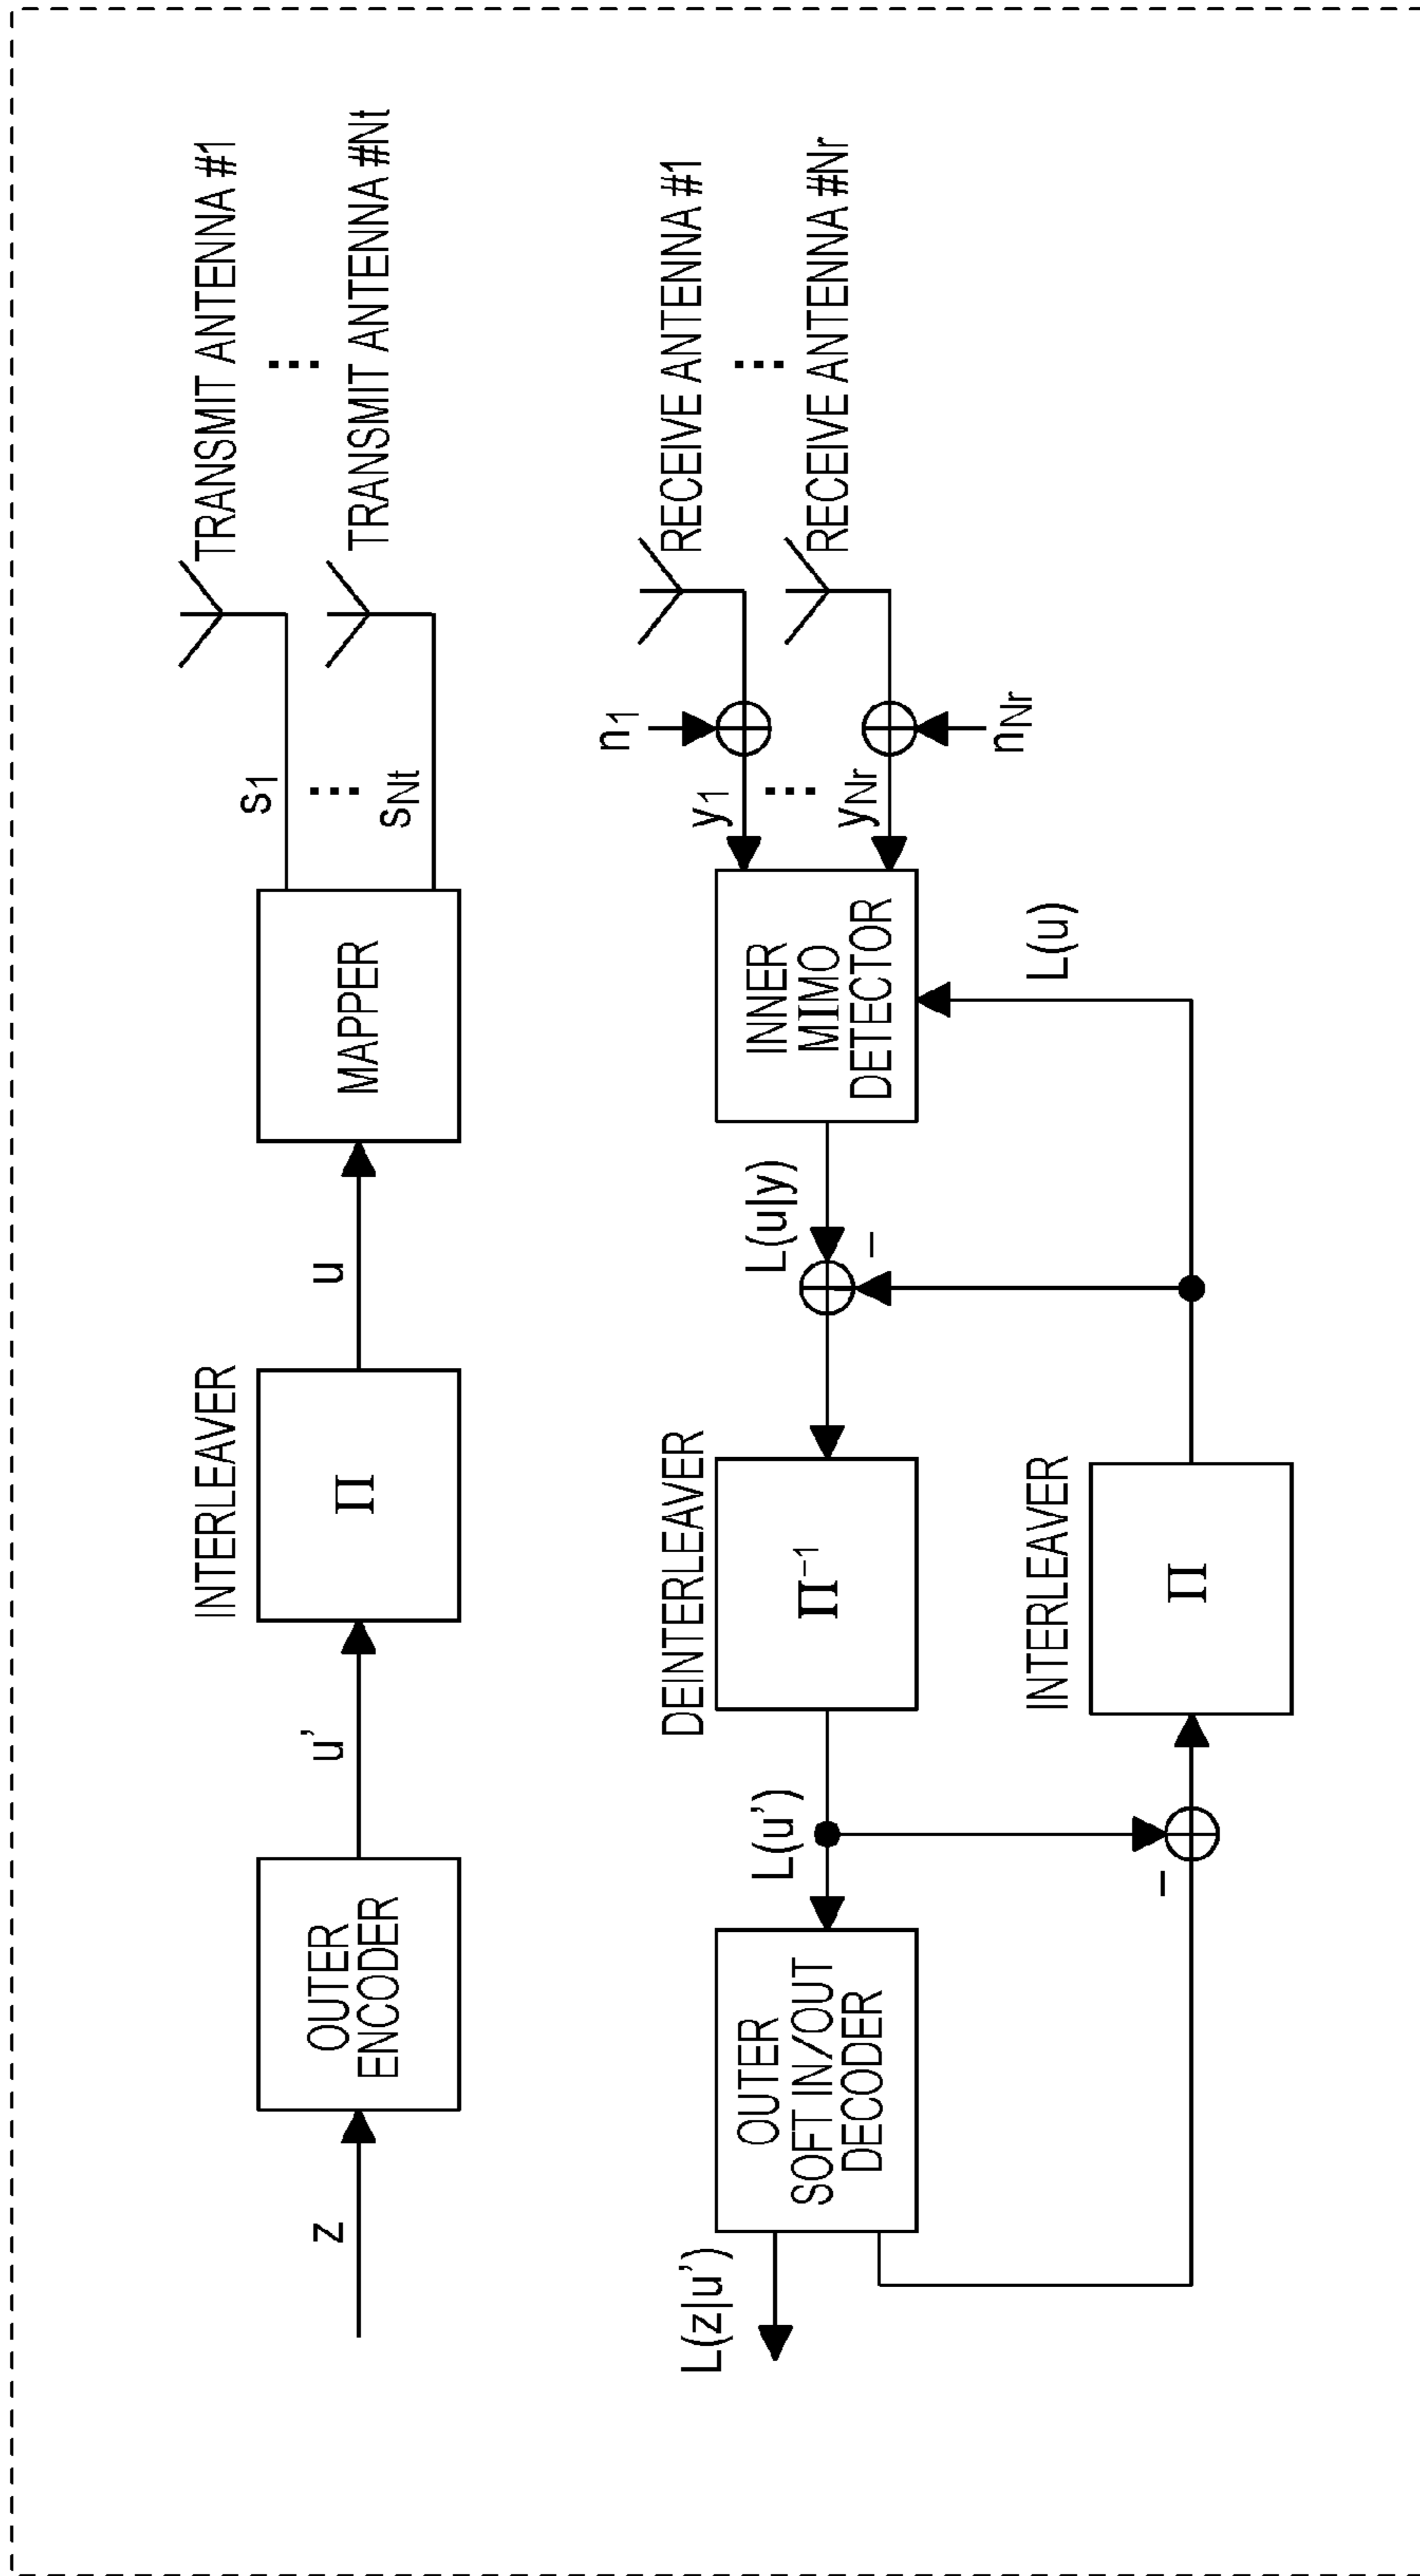 TRANSMIT ANTENNA #1
...
TRANSMIT ANTENNA #Nt
INTERLEAVER
s1
...
sNt
z
OUTER
ENCODER
u'
Π
u
MAPPER
RECEIVE ANTENNA #1
...
RECEIVE ANTENNA #Nr
n1
nNr
y1
...
yNr
L(z|u')
OUTER
SOFT IN/OUT
DECODER
L(u')
DEINTERLEAVER
Π−1
L(u|y)
−
INNER
MIMO
DETECTOR
−
INTERLEAVER
Π
L(u)